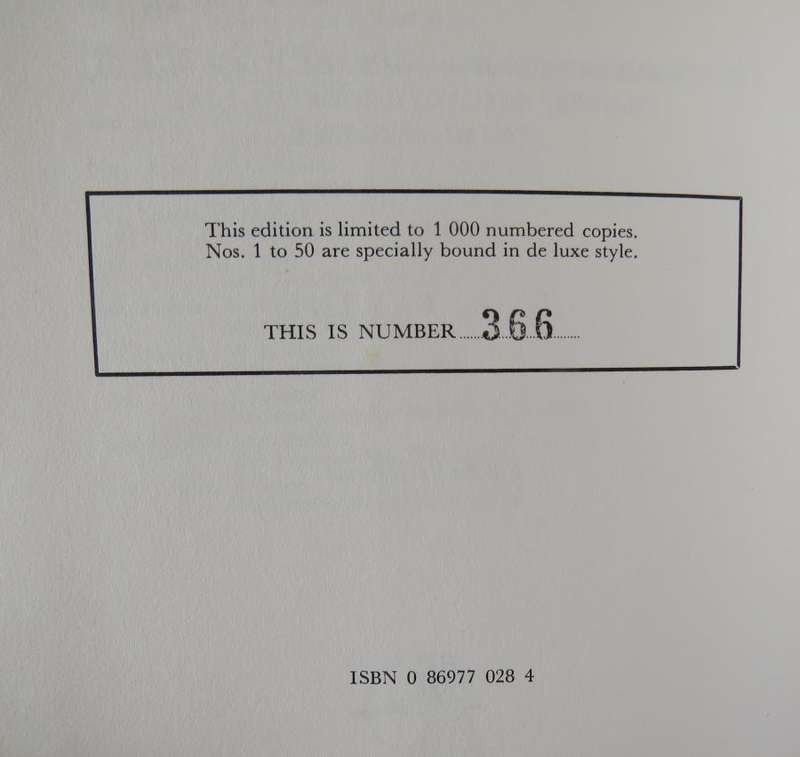 This edition is limited to 1 000 numbered copies.
Nos. 1 to 50 are specially bound in de luxe style.
THIS IS NUMBER......366........
ISBN 0 86977 028 4